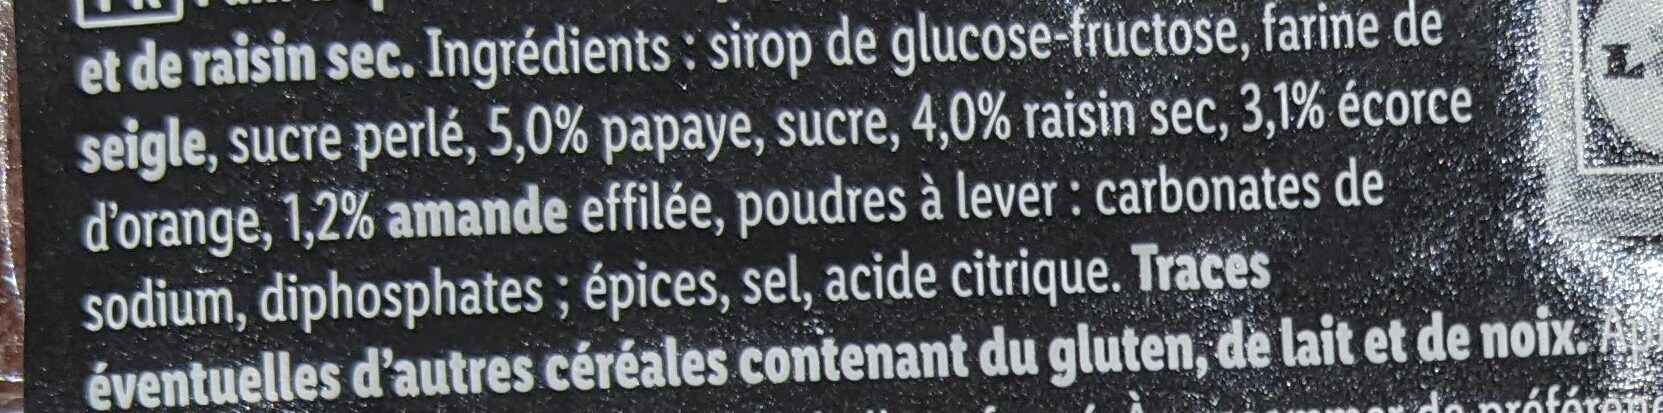 FR
et de raisin sec. Ingrédients : sirop de glucose-fructose, farine de
seigle, sucre perlé, 5,0% papaye, sucre, 4,0% raisin sec, 3,1% écorce
d'orange, 1,2% amande effilée, poudres à lever : carbonates de
sodium, diphosphates ; épices, sel, acide citrique. Traces
éventuelles d'autres céréales contenant du gluten, de lait et de noix.
L